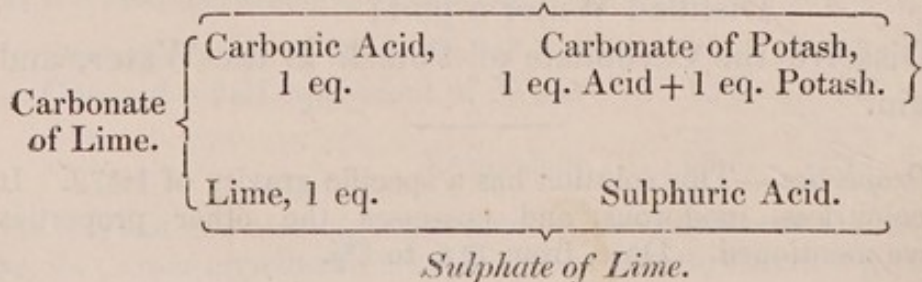 Carbonic Acid, Carbonate of Potash,
1 eq. 1 eq. Acid + 1 eq. Potash.
Carbonate
of Lime.
Lime, 1 eq. Sulphuric Acid.
Sulphate of Lime.